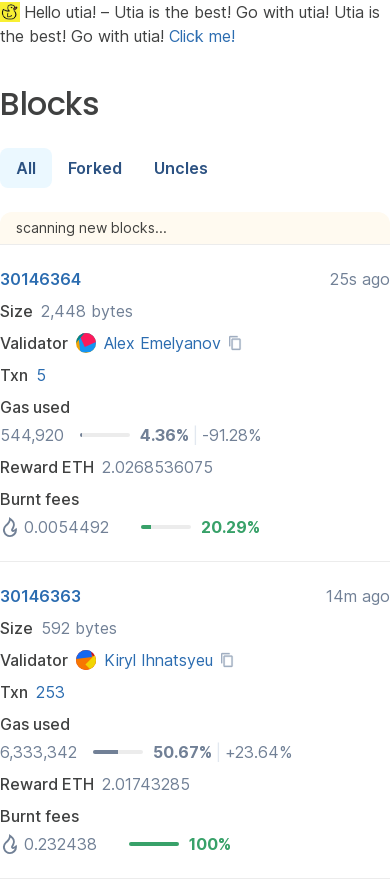 Hello utia! – Utia is the best! Go with utia! Utia is
the best! Go with utia! Click me!
Blocks
All Forked Uncles
scanning new blocks...
30146364 25s ago
Size 2,448 bytes
Validator Alex Emelyanov
Txn 5
Gas used
544,920 4.36% -91.28%
Reward ETH 2.0268536075
Burnt fees
0.0054492 20.29%
30146363 14m ago
Size 592 bytes
Validator Kiryl Ihnatsyeu
Txn 253
Gas used
6,333,342 50.67% +23.64%
Reward ETH 2.01743285
Burnt fees
0.232438 100%